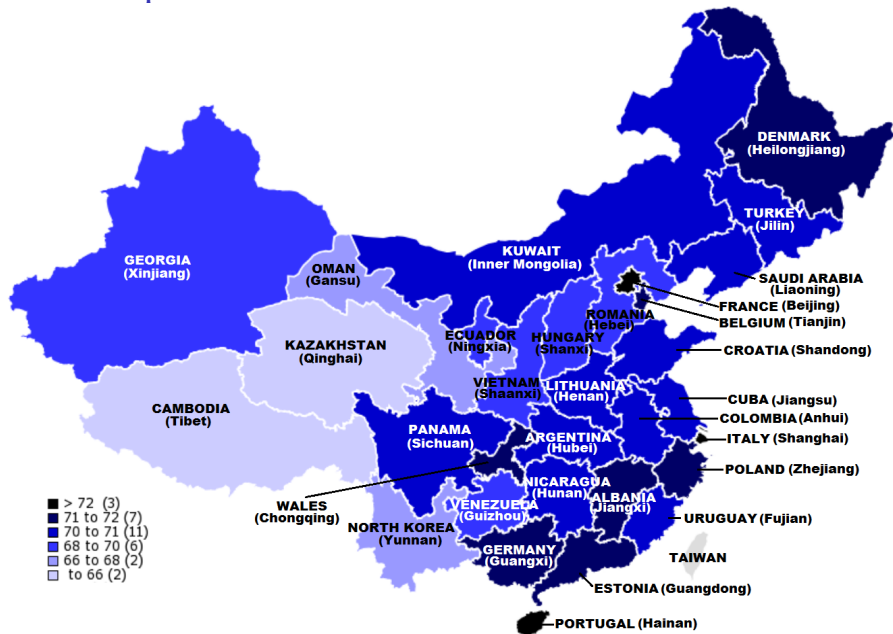 DENMARK
(Heilongjiang)
TURKEY
(Jilin)
KUWAIT
(Inner Mongolia)
GEORGIA
(Xinjiang)
OMAN
(Gansu)
SAUDI ARABIA
(Liaoning)
FRANCE (Beijing)
BELGIUM (Tianjin)
ROMANIA
(Hebei)
ECUADOR
(Ningxia)
HUNGARY
(Shanxi)
KAZAKHSTAN
(Qinghai)
CROATIA (Shandong)
VIETNAM
(Shaanxi)
LITHUANIA
(Henan)
CUBA (Jiangsu)
COLOMBIA (Anhui)
CAMBODIA
(Tibet)
PANAMA
(Sichuan)
ARGENTINA
(Hubei)
ITALY (Shanghai)
POLAND (Zhejiang)
NICARAGUA
(Hunan)
ALBANIA
(Jiangxi)
WALES
(Chongqing)
VENEZUELA
(Guizhou)
NORTH KOREA
(Yunnan)
URUGUAY (Fujian)
GERMANY
(Guangxi)
TAIWAN
ESTONIA (Guangdong)
PORTUGAL (Hainan)
> 72 (3)
71 to 72 (7)
70 to 71 (11)
68 to 70 (6)
66 to 68 (2)
to 66 (2)